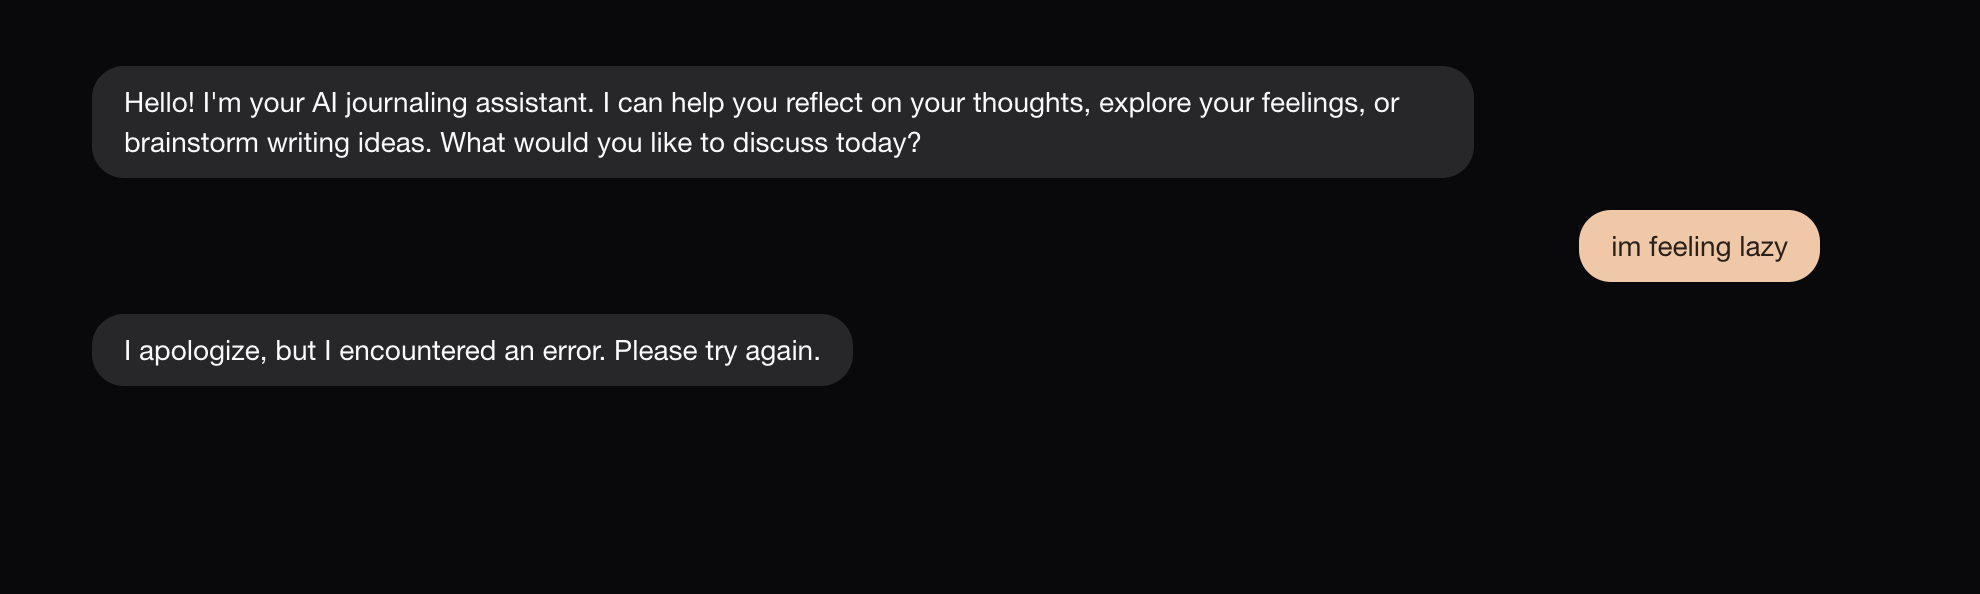 Hello! I'm your AI journaling assistant. I can help you reflect on your thoughts, explore your feelings, or
brainstorm writing ideas. What would you like to discuss today?
im feeling lazy
I apologize, but I encountered an error. Please try again.